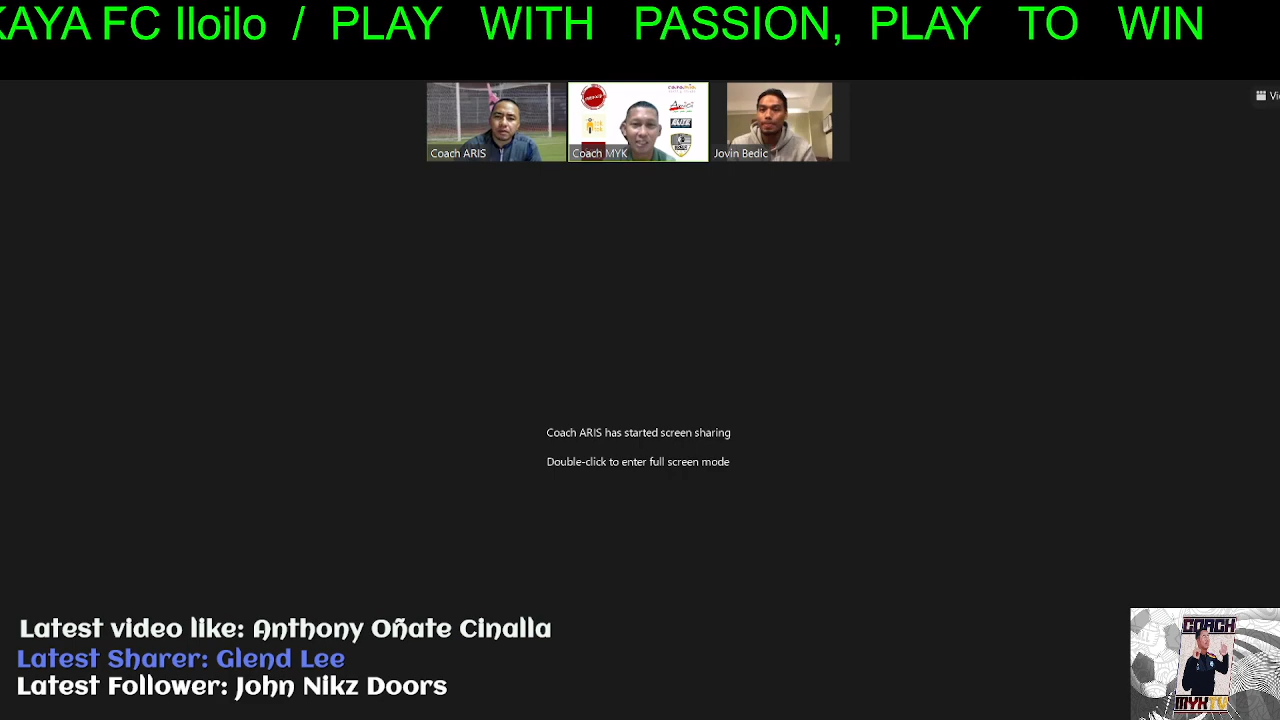 KAYA FC Iloilo / PLAY WITH PASSION, PLAY TO WIN
Coach ARIS
Coach MYK
Jovin Bedic
Coach ARIS has started screen sharing
Double-click to enter full screen mode
Latest video like: Anthony Oñate Cinalla
Latest Sharer: Glend Lee
Latest Follower: John Nikz Doors
COACH
MYKTV